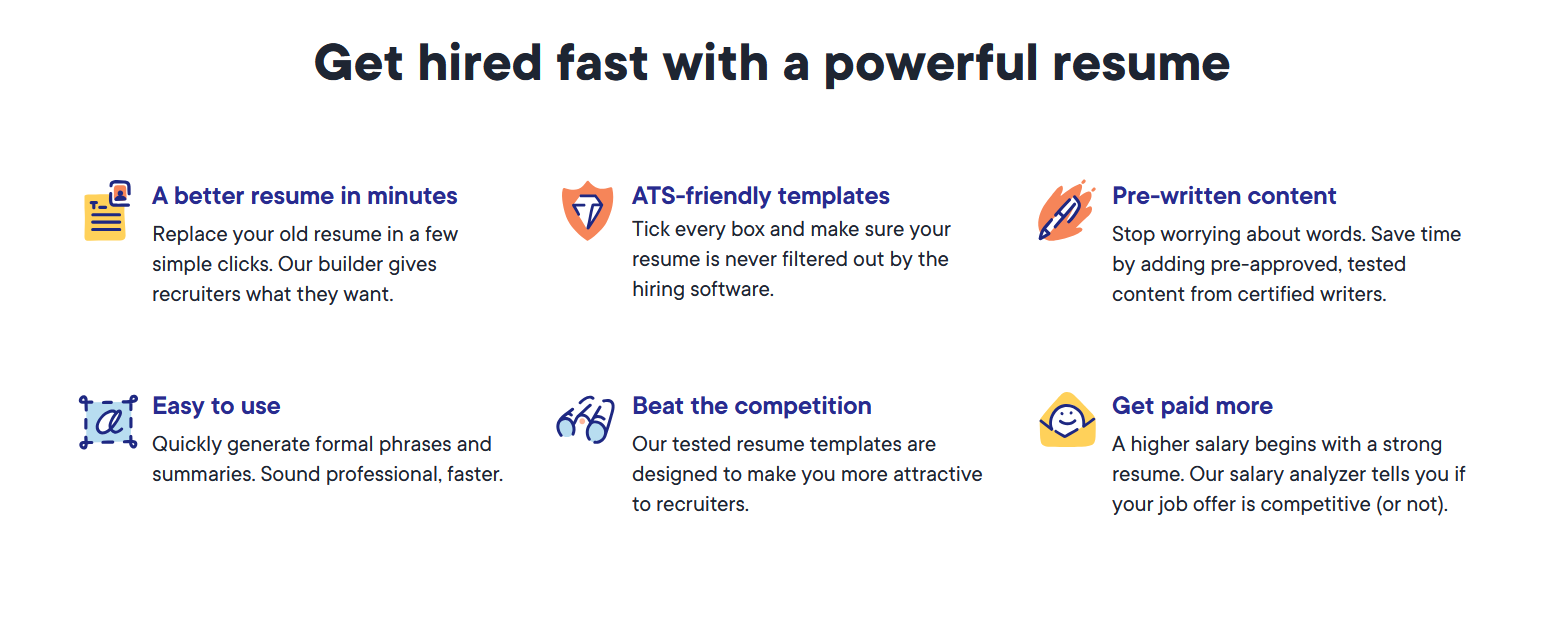 Get hired fast with a powerful resume
A better resume in minutes
Replace your old resume in a few
simple clicks. Our builder gives
recruiters what they want.
ATS-friendly templates
Tick every box and make sure your
resume is never filtered out by the
hiring software.
Pre-written content
Stop worrying about words. Save time
by adding pre-approved, tested
content from certified writers.
Easy to use
Quickly generate formal phrases and
summaries. Sound professional, faster.
Beat the competition
Our tested resume templates are
designed to make you more attractive
to recruiters.
Get paid more
A higher salary begins with a strong
resume. Our salary analyzer tells you if
your job offer is competitive (or not).